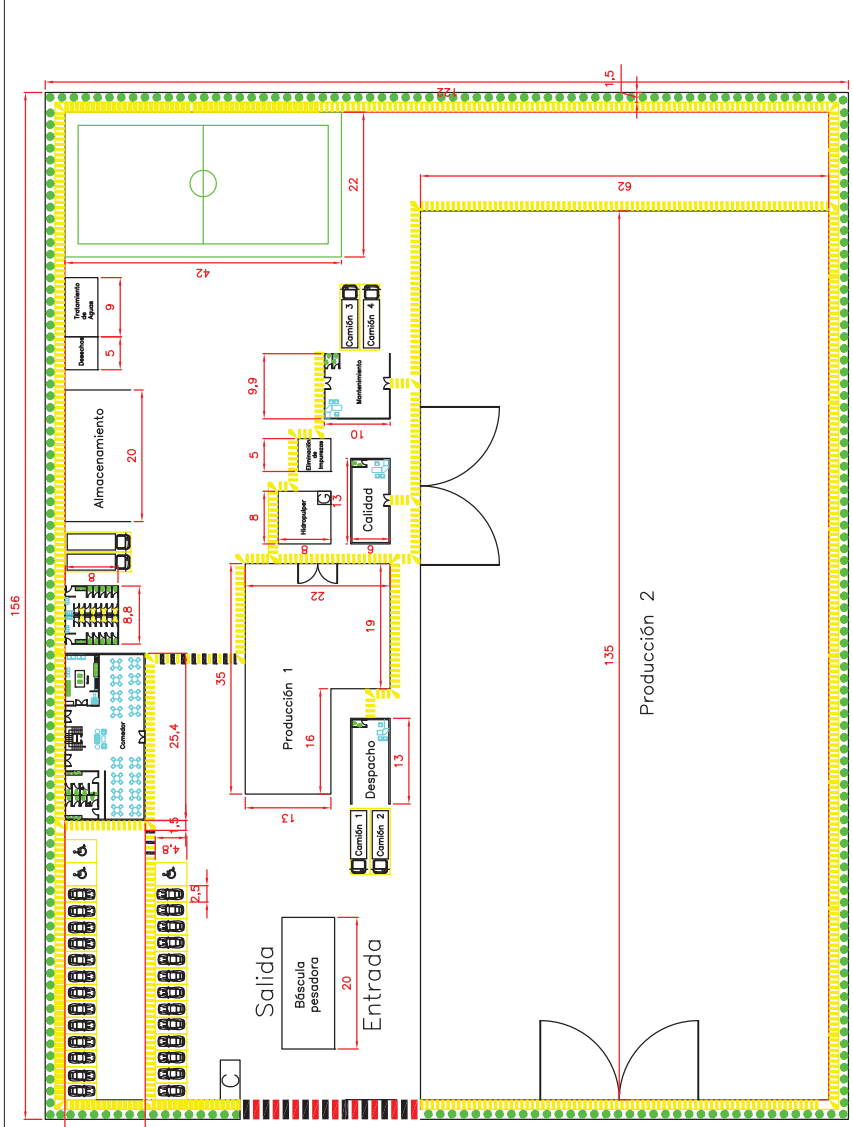 122
1,5
156
22
42
Tratamiento
de
Aguas
9
Desechos
5
Almacenamiento
20
Camión 3
Camión 4
62
9,9
Mantenimiento
10
5
Eliminación
de
Impurezas
8
Hidropulper
8
G
13
Calidad
6
8
8,8
Comedor
25,4
1,5
4,8
2,5
35
22
19
Producción 1
16
13
Despacho
13
Camión 1
Camión 2
135
Producción 2
Salida
Báscula
pesadora
20
Entrada
C